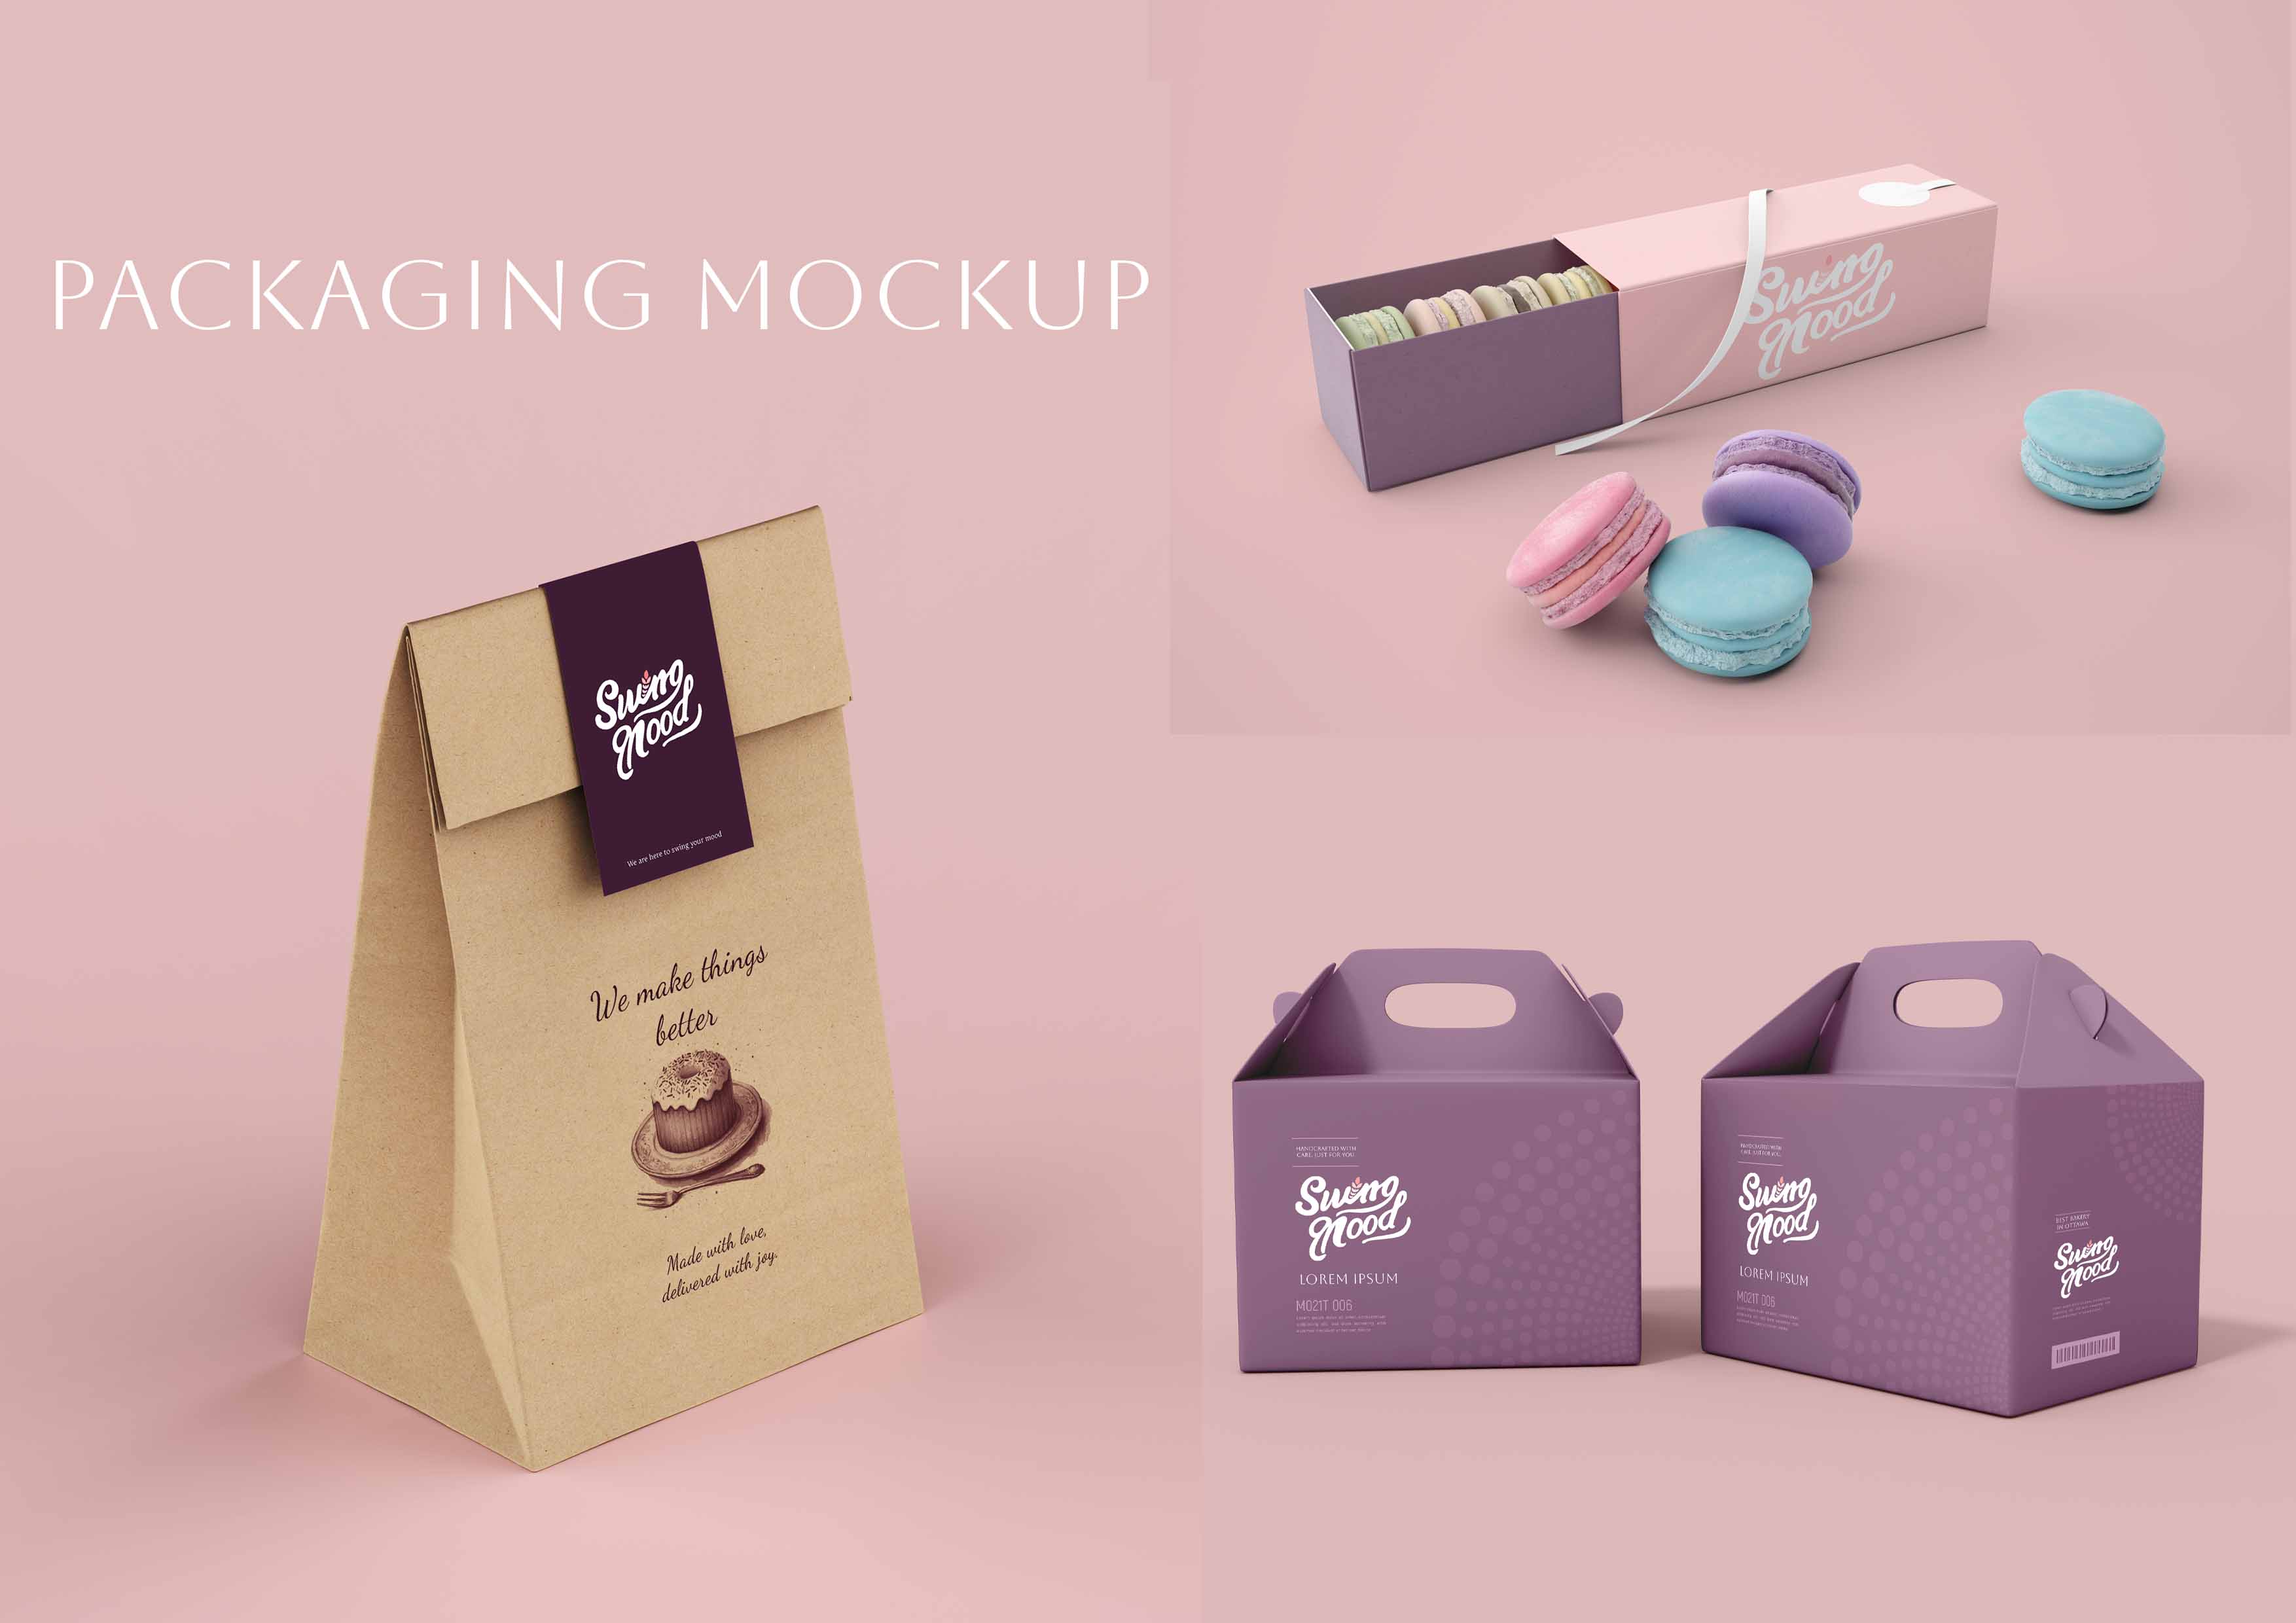 PACKAGING MOCKUP
Swing
Mood
Swing
Mood
We are here to swing your mood
We make things
better
Made with love,
delivered with joy.
HANDCRAFTED WITH
CARE, JUST FOR YOU
Swing
Mood
LOREM IPSUM
M021T 006
HANDCRAFTED WITH
CARE, JUST FOR YOU
Swing
Mood
LOREM IPSUM
M021T 006
BEST BAKERY
IN OTTAWA
Swing
Mood